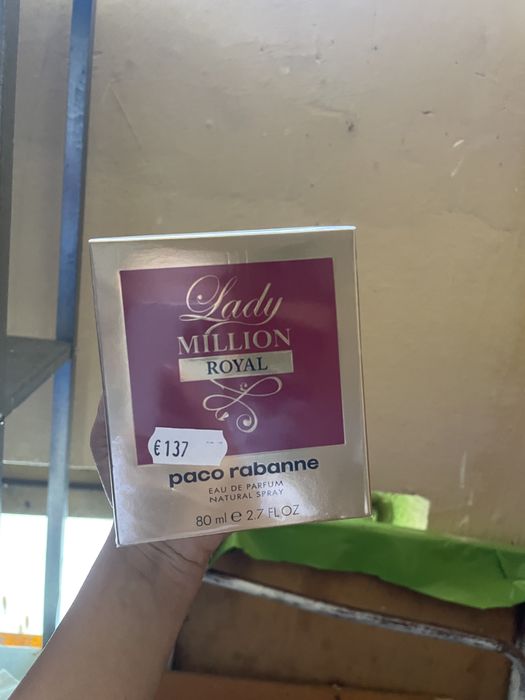 Lady
MILLION
ROYAL
€137
paco rabanne
EAU DE PARFUM
NATURAL SPRAY
80 ml e 2.7 FL OZ